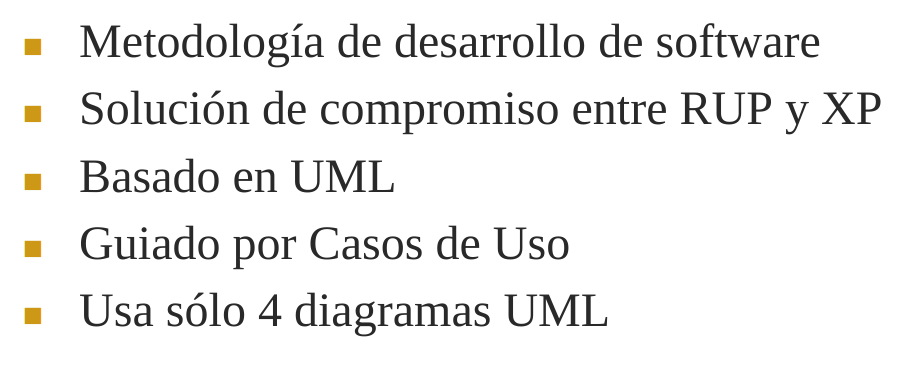 Metodología de desarrollo de software
Solución de compromiso entre RUP y XP
Basado en UML
Guiado por Casos de Uso
Usa sólo 4 diagramas UML